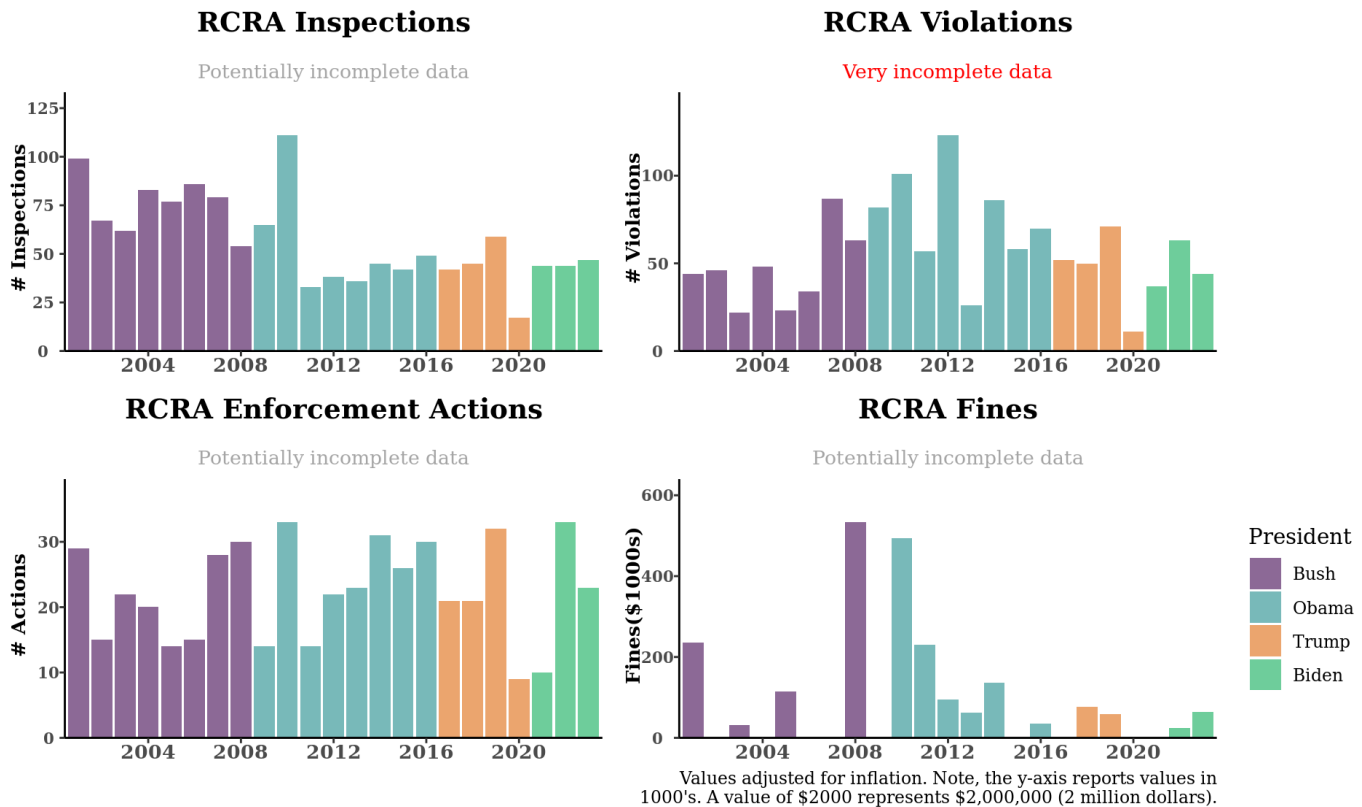 RCRA Inspections
Potentially incomplete data
# Inspections
125
100
75
50
25
0
2004 2008 2012 2016 2020
RCRA Violations
Very incomplete data
# Violations
100
50
0
2004 2008 2012 2016 2020
RCRA Enforcement Actions
Potentially incomplete data
# Actions
30
20
10
0
2004 2008 2012 2016 2020
RCRA Fines
Potentially incomplete data
Fines($1000s)
600
400
200
0
2004 2008 2012 2016 2020
President
Bush
Obama
Trump
Biden
Values adjusted for inflation. Note, the y-axis reports values in
1000's. A value of $2000 represents $2,000,000 (2 million dollars).